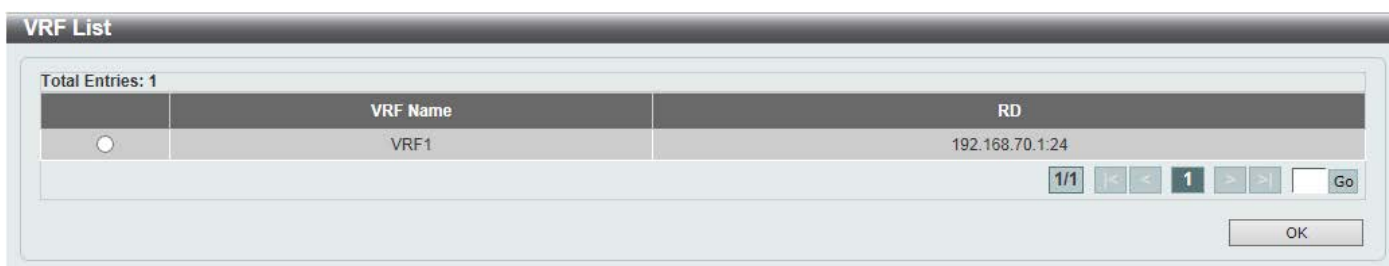 VRF List
Total Entries: 1
VRF Name RD
VRF1 192.168.70.1:24
1/1 |< < 1 > >| Go
OK